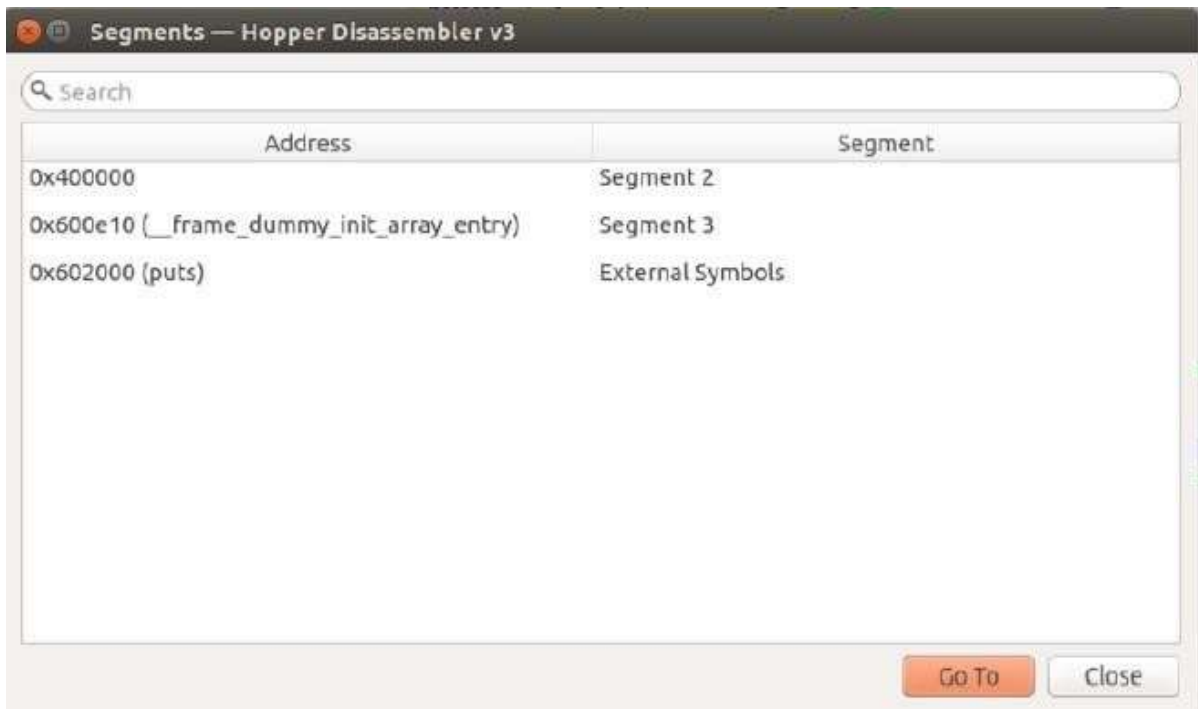 Segments — Hopper Disassembler v3
Search
Address Segment
0x400000 Segment 2
0x600e10 (__frame_dummy_init_array_entry) Segment 3
0x602000 (puts) External Symbols
Go To Close